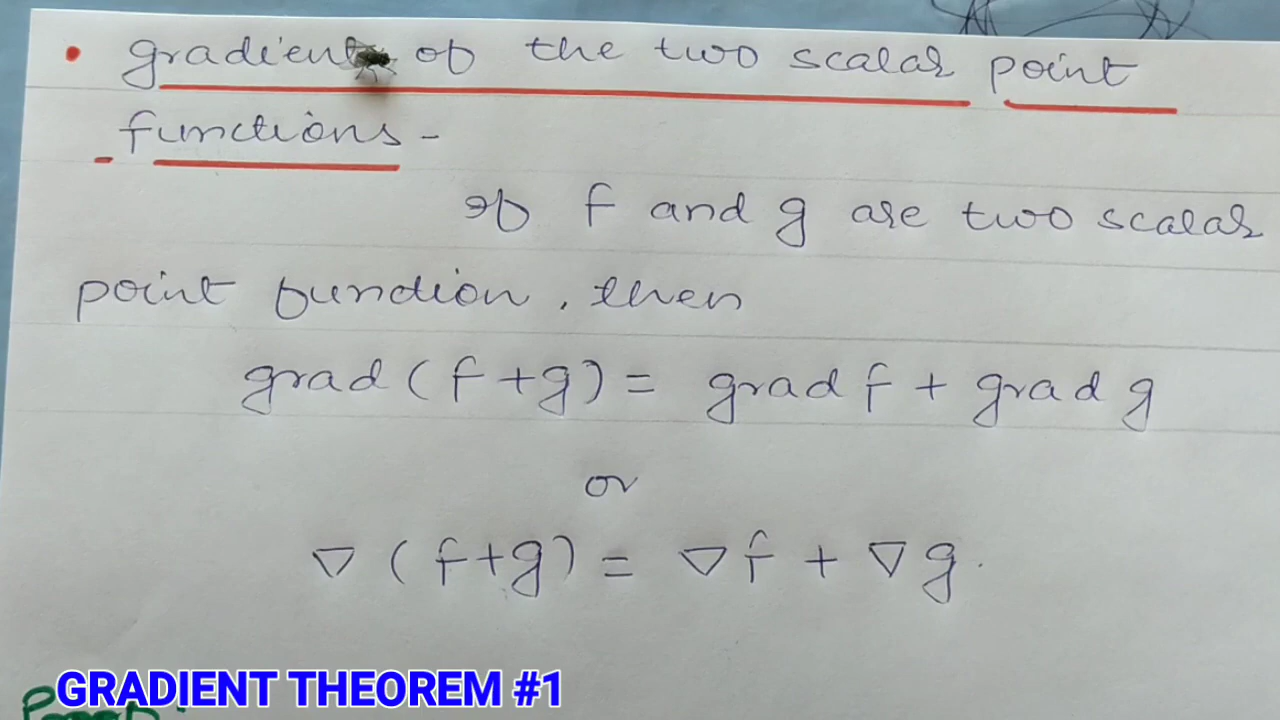 • gradient of the two scalar point
functions -
If f and g are two scalar
point function, then
grad (f+g) = grad f + grad g
or
▽ (f+g) = ▽f + ▽g.
GRADIENT THEOREM #1